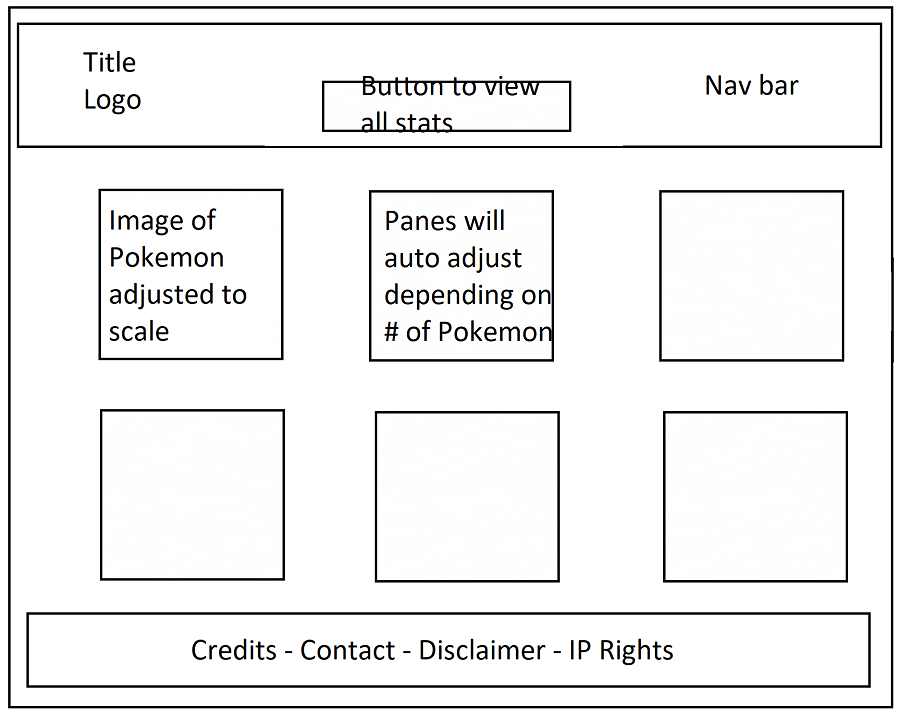 Title
Logo
Button to view
all stats
Nav bar
Image of
Pokemon
adjusted to
scale
Panes will
auto adjust
depending on
# of Pokemon
Credits - Contact - Disclaimer - IP Rights